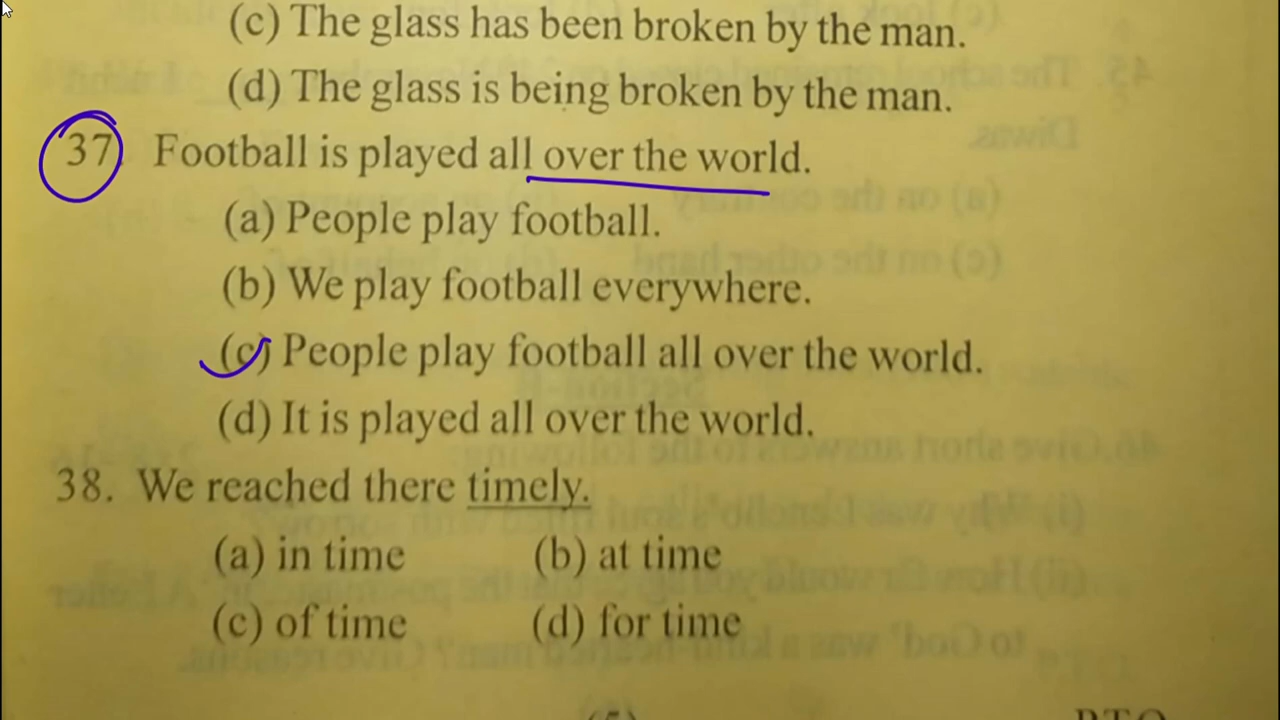 (c) The glass has been broken by the man.
(d) The glass is being broken by the man.
37. Football is played all over the world.
(a) People play football.
(b) We play football everywhere.
(c) People play football all over the world.
(d) It is played all over the world.
38. We reached there timely.
(a) in time (b) at time
(c) of time (d) for time